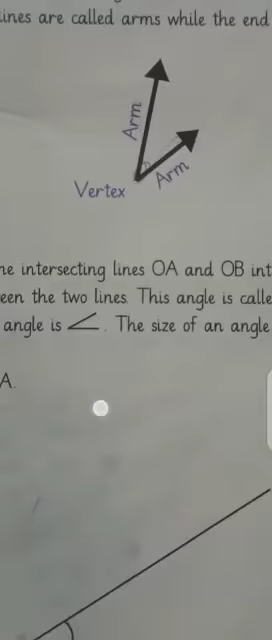 lines are called arms while the end
Arm
Arm
Vertex
he intersecting lines OA and OB int
een the two lines. This angle is calle
angle is ∠. The size of an angle
A.